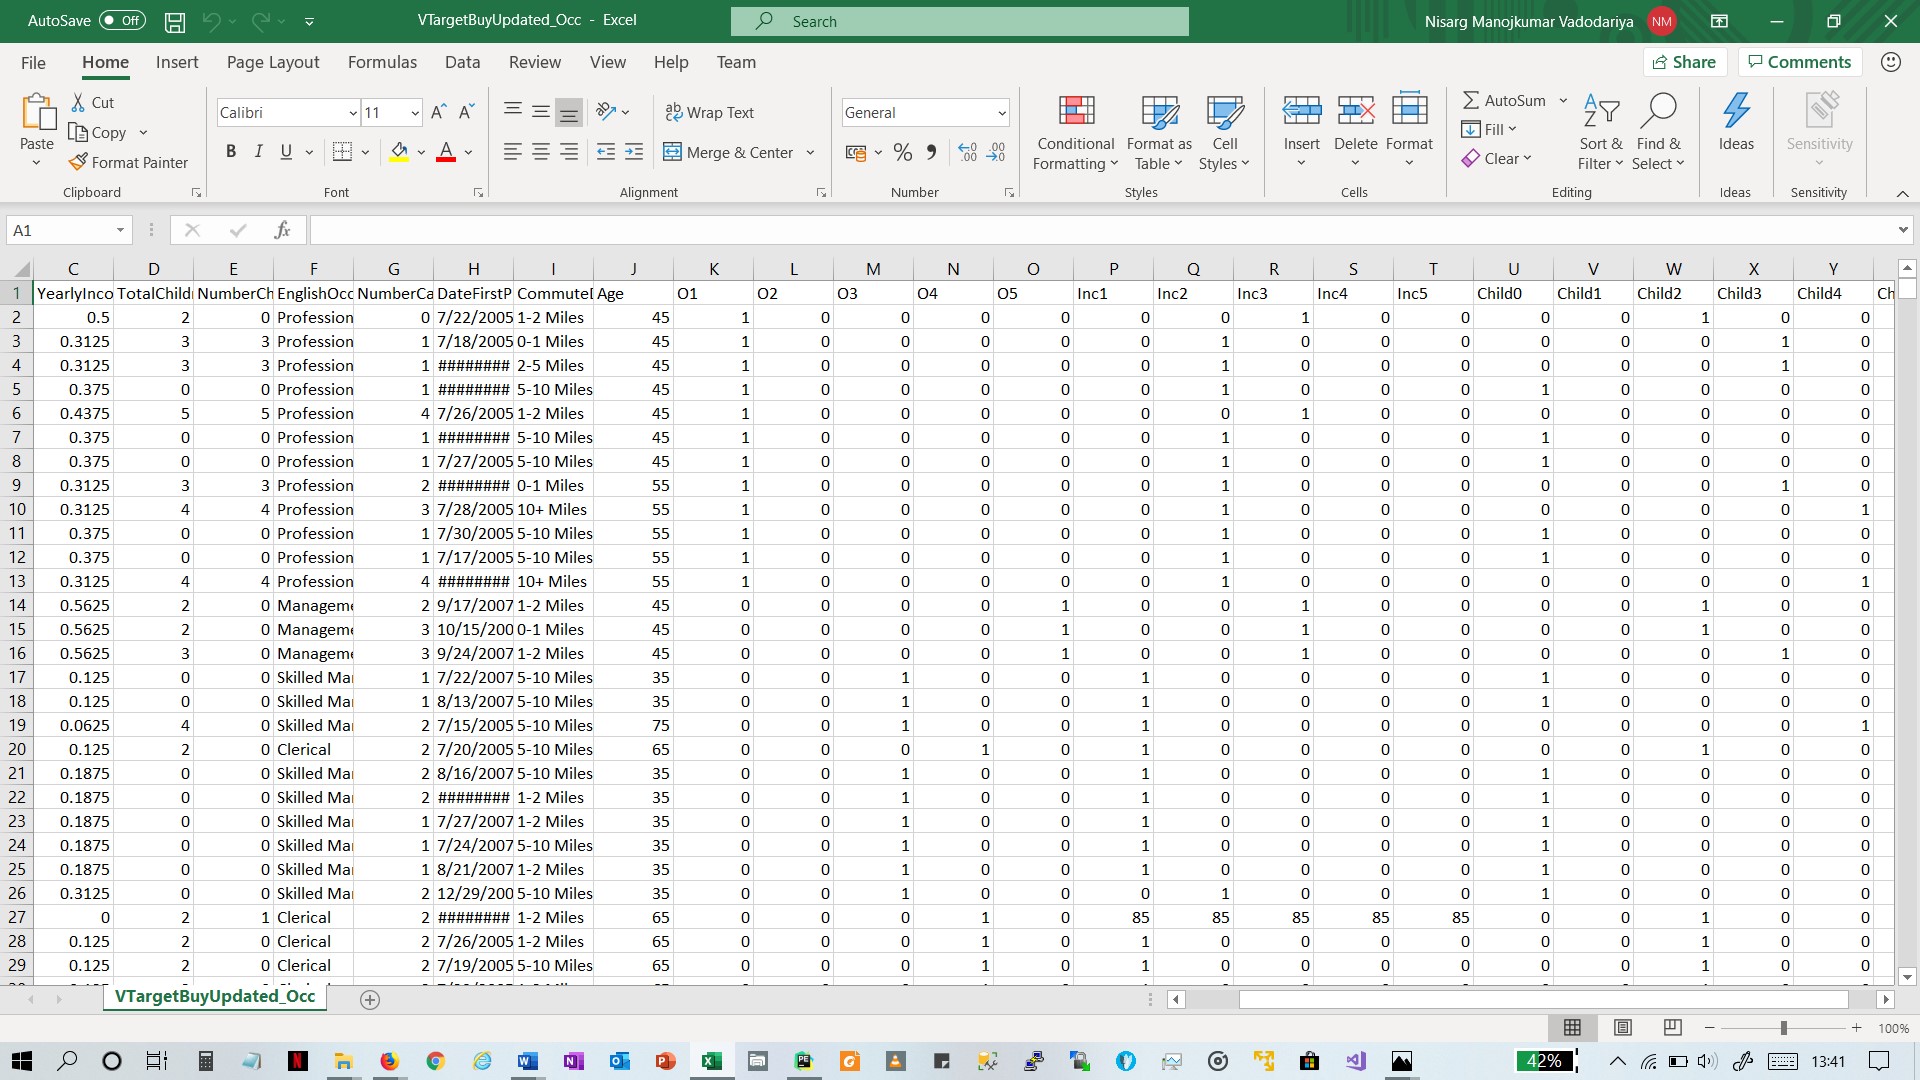 AutoSave Off VTargetBuyUpdated_Occ - Excel Search Nisarg Manojkumar Vadodariya NM
File Home Insert Page Layout Formulas Data Review View Help Team Share Comments
Paste Cut Copy Format Painter Calibri 11 B I U A Wrap Text Merge & Center General % Conditional Formatting Format as Table Cell Styles Insert Delete Format AutoSum Fill Clear Sort & Filter Find & Select Ideas Sensitivity
Clipboard Font Alignment Number Styles Cells Editing Ideas Sensitivity
A1 fx
C D E F G H I J K L M N O P Q R S T U V W X Y
1 YearlyInco TotalChild NumberCh EnglishOcc NumberCa DateFirstP Commute Age O1 O2 O3 O4 O5 Inc1 Inc2 Inc3 Inc4 Inc5 Child0 Child1 Child2 Child3 Child4 Ch
2 0.5 2 0 Profession 0 7/22/2005 1-2 Miles 45 1 0 0 0 0 0 0 1 0 0 0 0 1 0 0
3 0.3125 3 3 Profession 1 7/18/2005 0-1 Miles 45 1 0 0 0 0 0 1 0 0 0 0 0 0 1 0
4 0.3125 3 3 Profession 1 ######## 2-5 Miles 45 1 0 0 0 0 0 1 0 0 0 0 0 0 1 0
5 0.375 0 0 Profession 1 ######## 5-10 Miles 45 1 0 0 0 0 0 1 0 0 0 1 0 0 0 0
6 0.4375 5 5 Profession 4 7/26/2005 1-2 Miles 45 1 0 0 0 0 0 0 1 0 0 0 0 0 0 0
7 0.375 0 0 Profession 1 ######## 5-10 Miles 45 1 0 0 0 0 0 1 0 0 0 1 0 0 0 0
8 0.375 0 0 Profession 1 7/27/2005 5-10 Miles 45 1 0 0 0 0 0 1 0 0 0 1 0 0 0 0
9 0.3125 3 3 Profession 2 ######## 0-1 Miles 55 1 0 0 0 0 0 1 0 0 0 0 0 0 1 0
10 0.3125 4 4 Profession 3 7/28/2005 10+ Miles 55 1 0 0 0 0 0 1 0 0 0 0 0 0 0 1
11 0.375 0 0 Profession 1 7/30/2005 5-10 Miles 55 1 0 0 0 0 0 1 0 0 0 1 0 0 0 0
12 0.375 0 0 Profession 1 7/17/2005 5-10 Miles 55 1 0 0 0 0 0 1 0 0 0 1 0 0 0 0
13 0.3125 4 4 Profession 4 ######## 10+ Miles 55 1 0 0 0 0 0 1 0 0 0 0 0 0 0 1
14 0.5625 2 0 Manageme 2 9/17/2007 1-2 Miles 45 0 0 0 0 1 0 0 1 0 0 0 0 1 0 0
15 0.5625 2 0 Manageme 3 10/15/200 0-1 Miles 45 0 0 0 0 1 0 0 1 0 0 0 0 1 0 0
16 0.5625 3 0 Manageme 3 9/24/2007 1-2 Miles 45 0 0 0 0 1 0 0 1 0 0 0 0 0 1 0
17 0.125 0 0 Skilled Ma 1 7/22/2007 5-10 Miles 35 0 0 1 0 0 1 0 0 0 0 1 0 0 0 0
18 0.125 0 0 Skilled Ma 1 8/13/2007 5-10 Miles 35 0 0 1 0 0 1 0 0 0 0 1 0 0 0 0
19 0.0625 4 0 Skilled Ma 2 7/15/2005 5-10 Miles 75 0 0 1 0 0 1 0 0 0 0 0 0 0 0 1
20 0.125 2 0 Clerical 2 7/20/2005 5-10 Miles 65 0 0 0 1 0 1 0 0 0 0 0 0 1 0 0
21 0.1875 0 0 Skilled Ma 2 8/16/2007 5-10 Miles 35 0 0 1 0 0 1 0 0 0 0 1 0 0 0 0
22 0.1875 0 0 Skilled Ma 2 ######## 1-2 Miles 35 0 0 1 0 0 1 0 0 0 0 1 0 0 0 0
23 0.1875 0 0 Skilled Ma 1 7/27/2007 1-2 Miles 35 0 0 1 0 0 1 0 0 0 0 1 0 0 0 0
24 0.1875 0 0 Skilled Ma 1 7/24/2007 5-10 Miles 35 0 0 1 0 0 1 0 0 0 0 1 0 0 0 0
25 0.1875 0 0 Skilled Ma 1 8/21/2007 1-2 Miles 35 0 0 1 0 0 1 0 0 0 0 1 0 0 0 0
26 0.3125 0 0 Skilled Ma 2 12/29/200 5-10 Miles 35 0 0 1 0 0 0 1 0 0 0 1 0 0 0 0
27 0 2 1 Clerical 2 ######## 1-2 Miles 65 0 0 0 1 0 85 85 85 85 85 0 0 1 0 0
28 0.125 2 0 Clerical 2 7/26/2005 1-2 Miles 65 0 0 0 1 0 1 0 0 0 0 0 0 1 0 0
29 0.125 2 0 Clerical 2 7/19/2005 5-10 Miles 65 0 0 0 1 0 1 0 0 0 0 0 0 1 0 0
VTargetBuyUpdated_Occ
100%
42% 13:41